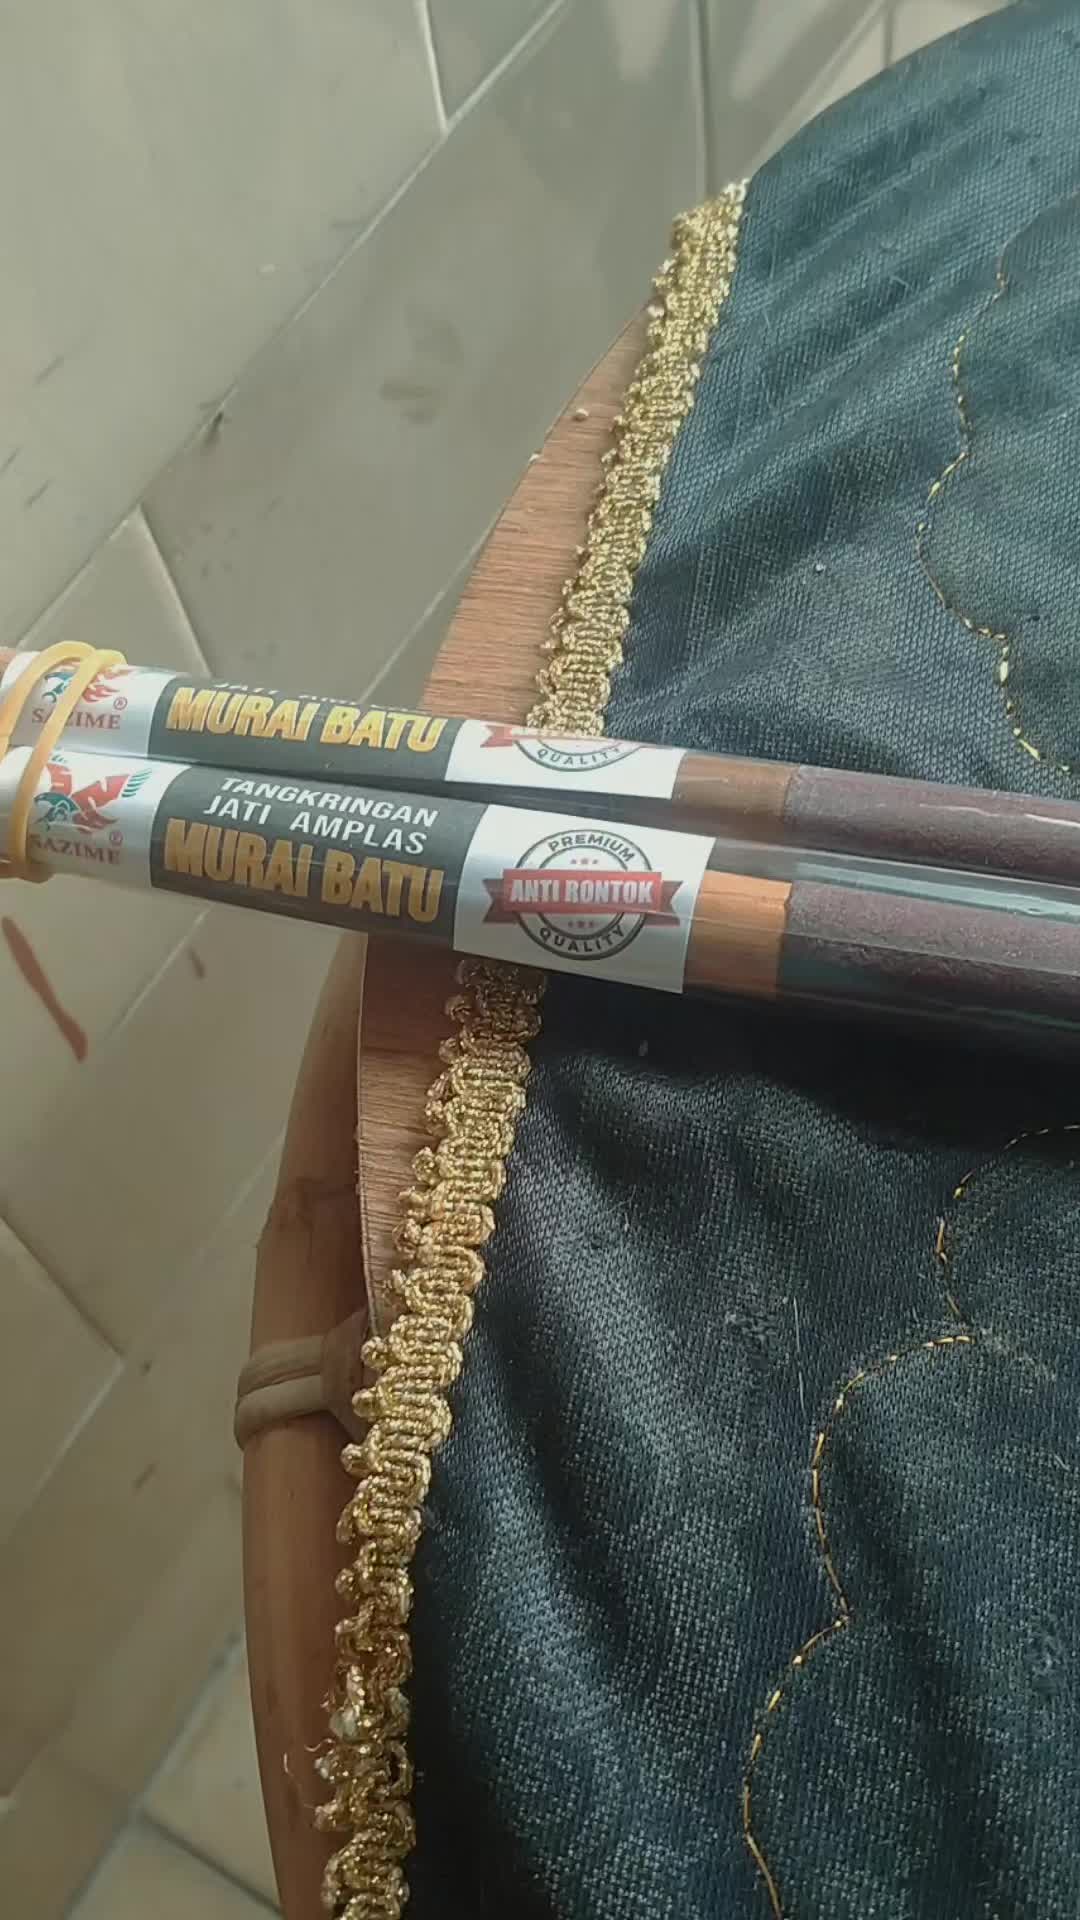 SAZIME®
MURAI BATU
QUALITY
SAZIME®
TANGKRINGAN
JATI AMPLAS
MURAI BATU
PREMIUM
ANTI RONTOK
QUALITY